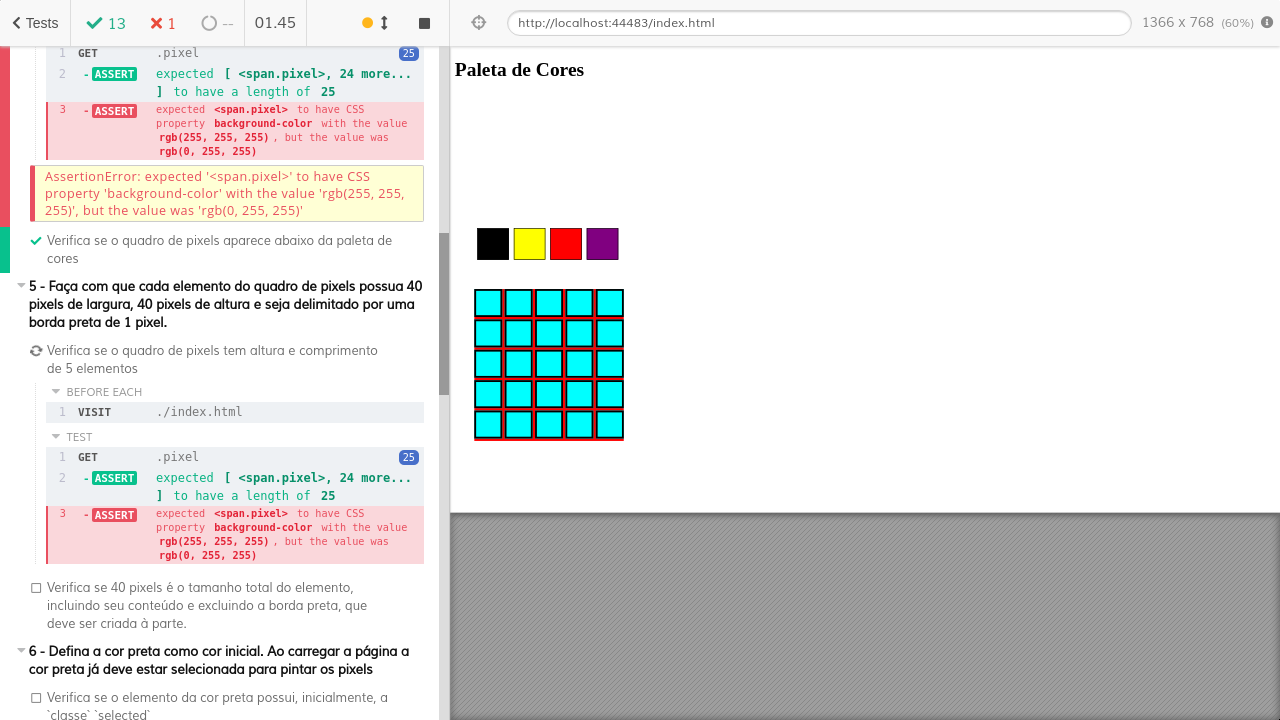 Tests
13
1
--
01.45
http://localhost:44483/index.html
1366 x 768 (60%)
1 GET .pixel 25
2 - ASSERT expected [ <span.pixel>, 24 more...
] to have a length of 25
3 - ASSERT expected <span.pixel> to have CSS
property background-color with the value
rgb(255, 255, 255) , but the value was
rgb(0, 255, 255)
AssertionError: expected '<span.pixel>' to have CSS
property 'background-color' with the value 'rgb(255, 255,
255)', but the value was 'rgb(0, 255, 255)'
Verifica se o quadro de pixels aparece abaixo da paleta de
cores
5 - Faça com que cada elemento do quadro de pixels possua 40
pixels de largura, 40 pixels de altura e seja delimitado por uma
borda preta de 1 pixel.
Verifica se o quadro de pixels tem altura e comprimento
de 5 elementos
BEFORE EACH
1 VISIT ./index.html
TEST
1 GET .pixel 25
2 - ASSERT expected [ <span.pixel>, 24 more...
] to have a length of 25
3 - ASSERT expected <span.pixel> to have CSS
property background-color with the value
rgb(255, 255, 255) , but the value was
rgb(0, 255, 255)
Verifica se 40 pixels é o tamanho total do elemento,
incluindo seu conteúdo e excluindo a borda preta, que
deve ser criada à parte.
6 - Defina a cor preta como cor inicial. Ao carregar a página a
cor preta já deve estar selecionada para pintar os pixels
Verifica se o elemento da cor preta possui, inicialmente, a
`classe` `selected`
Paleta de Cores